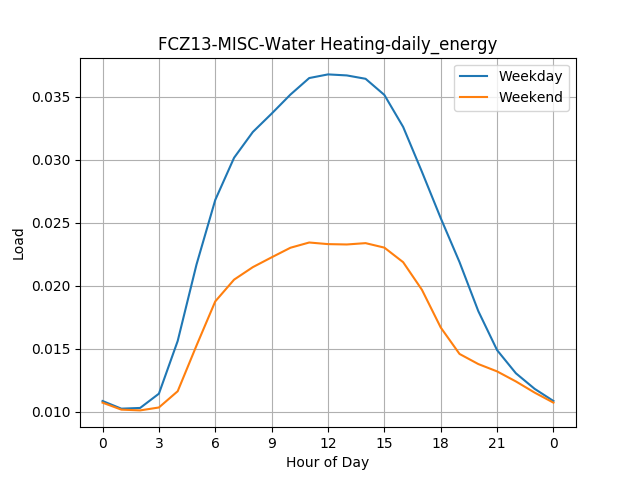 FCZ13-MISC-Water Heating-daily_energy
Weekday
Weekend
0.035
0.030
0.025
0.020
0.015
0.010
Load
0 3 6 9 12 15 18 21 0
Hour of Day